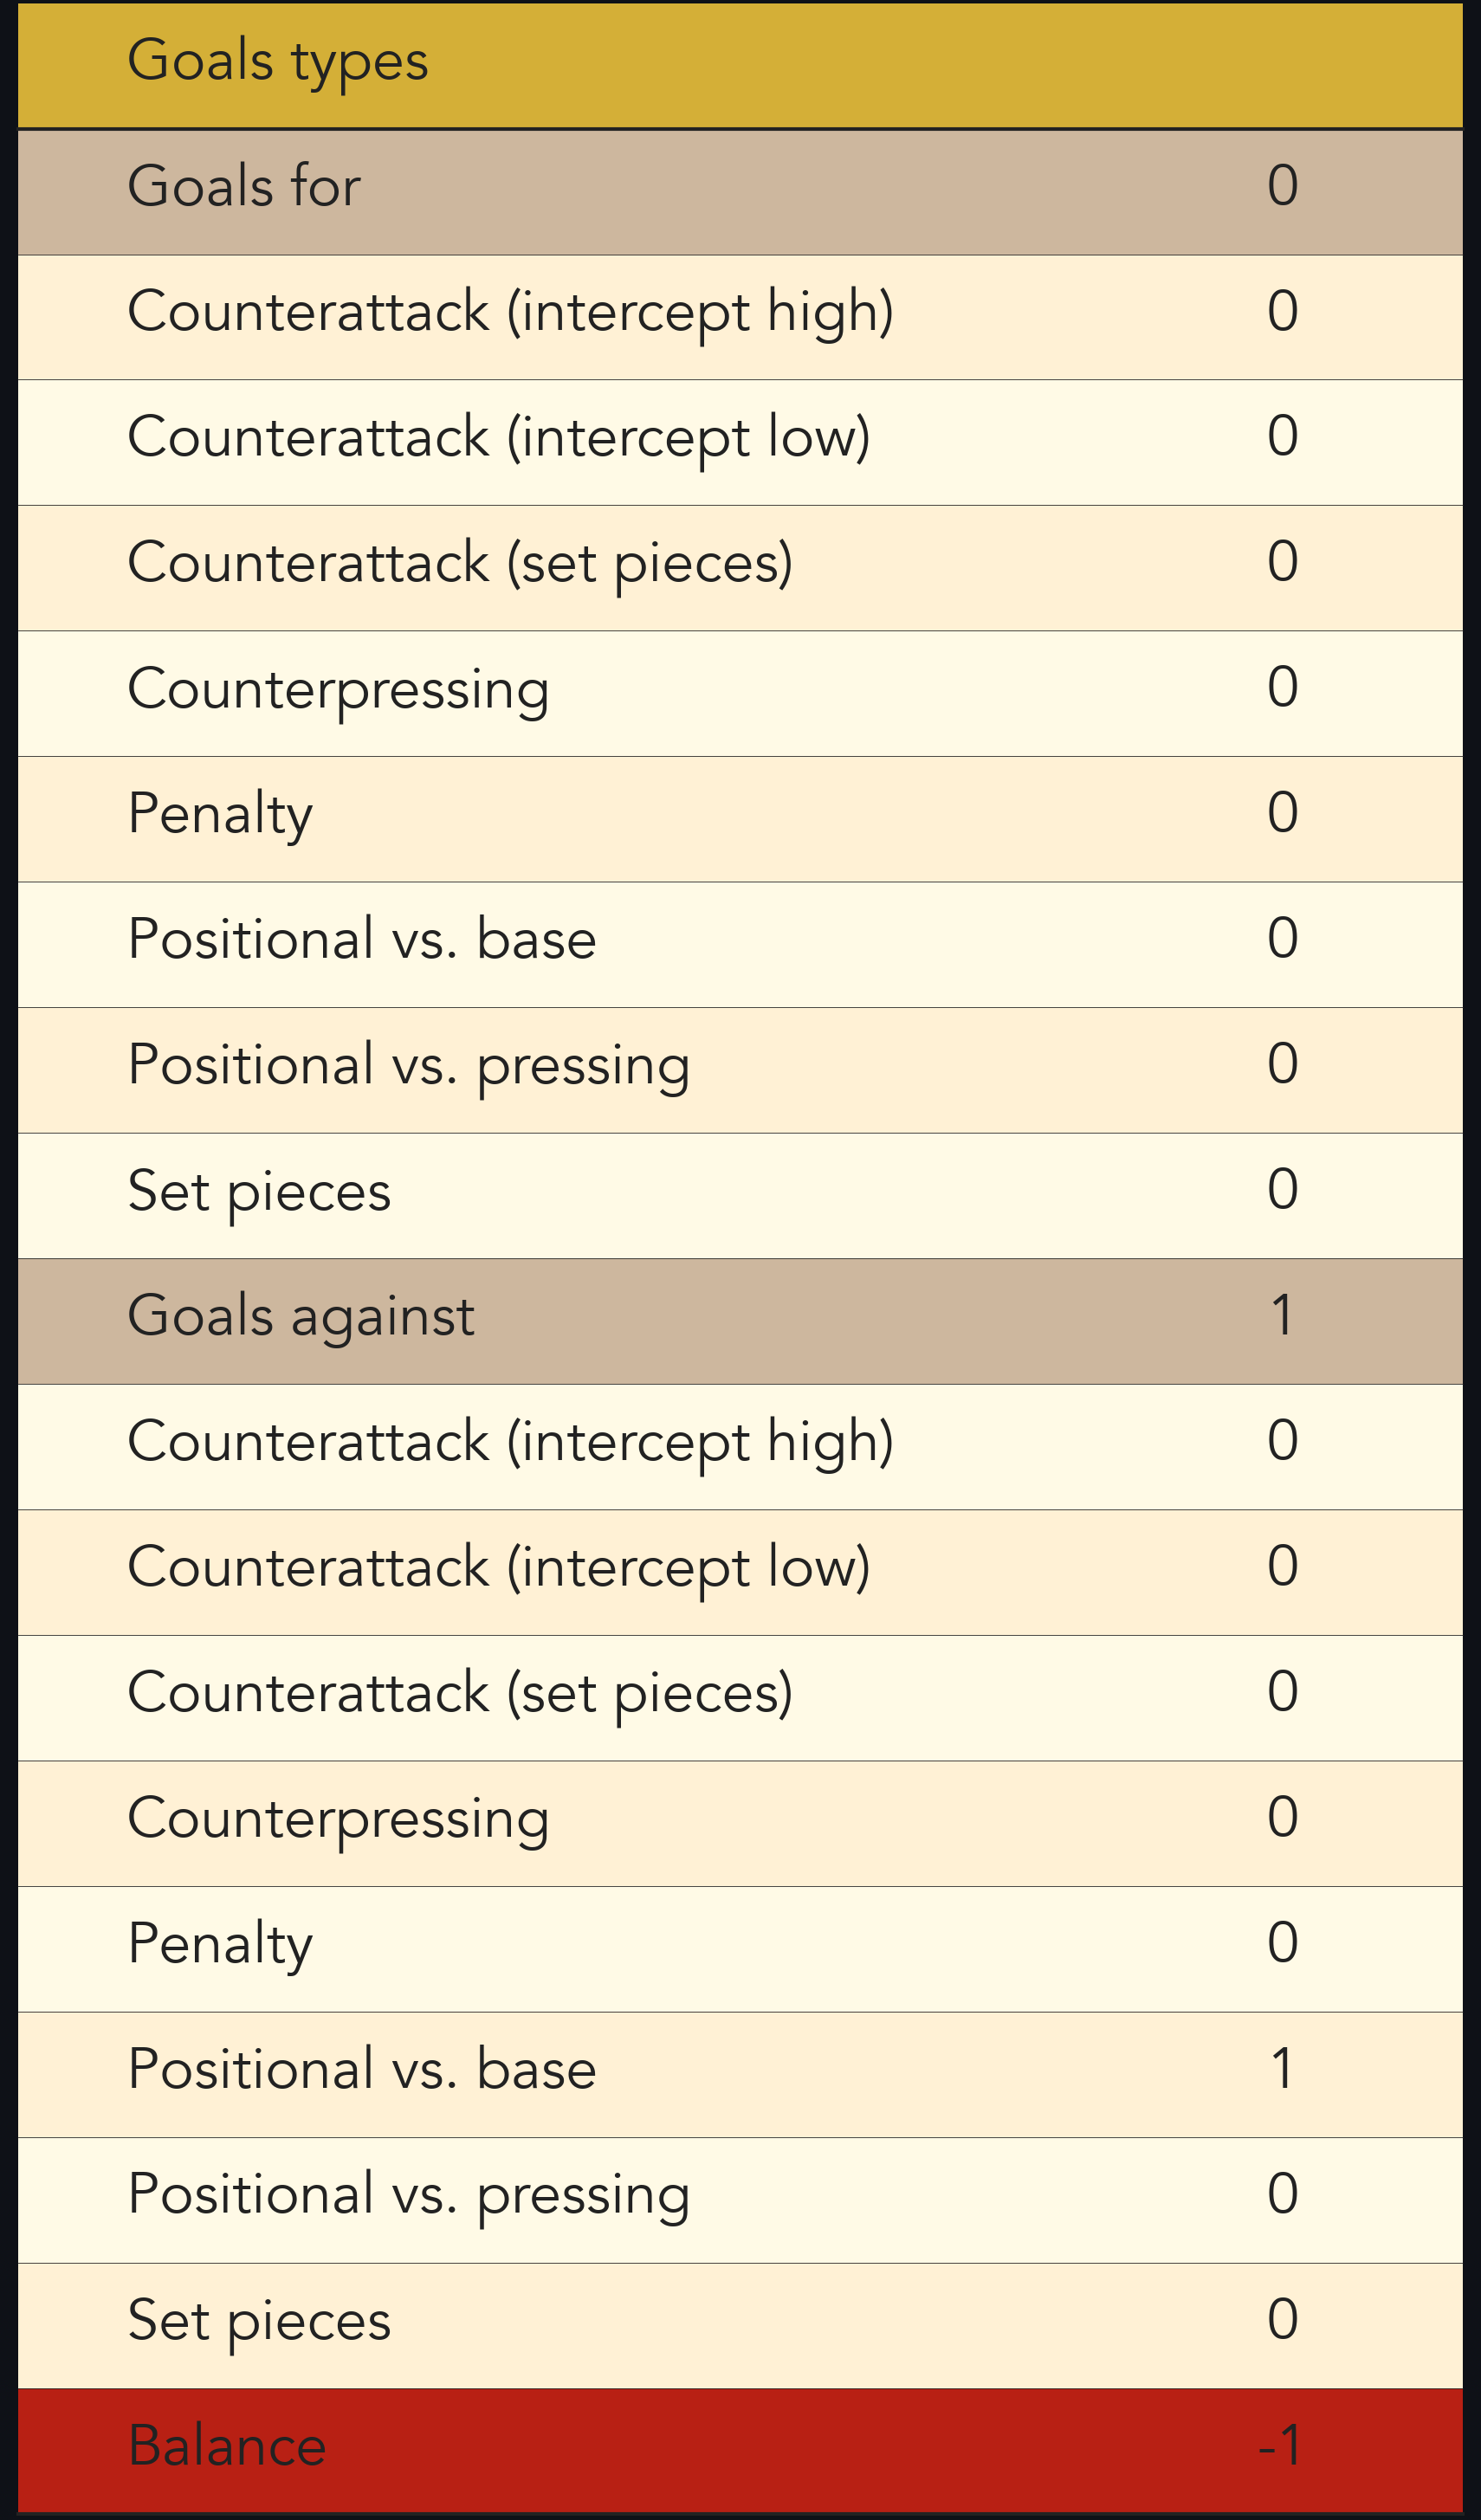 Goals types
Goals for 0
Counterattack (intercept high) 0
Counterattack (intercept low) 0
Counterattack (set pieces) 0
Counterpressing 0
Penalty 0
Positional vs. base 0
Positional vs. pressing 0
Set pieces 0
Goals against 1
Counterattack (intercept high) 0
Counterattack (intercept low) 0
Counterattack (set pieces) 0
Counterpressing 0
Penalty 0
Positional vs. base 1
Positional vs. pressing 0
Set pieces 0
Balance -1